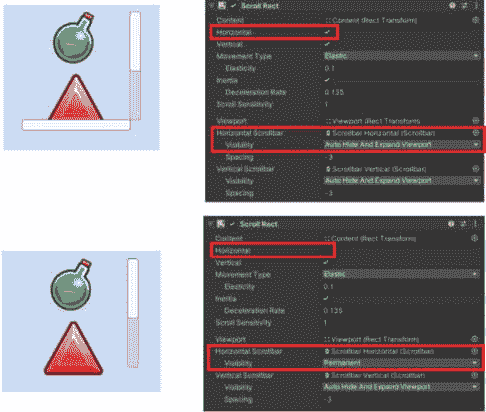 Scroll Rect
Content Content (Rect Transform)
Horizontal
Vertical
Movement Type Elastic
Elasticity 0.1
Inertia
Deceleration Rate 0.135
Scroll Sensitivity 1
Viewport Viewport (Rect Transform)
Horizontal Scrollbar Scrollbar Horizontal (Scrollbar)
Visibility Auto Hide And Expand Viewport
Spacing -3
Vertical Scrollbar Scrollbar Vertical (Scrollbar)
Visibility Auto Hide And Expand Viewport
Spacing -3
Scroll Rect
Content Content (Rect Transform)
Horizontal
Vertical
Movement Type Elastic
Elasticity 0.1
Inertia
Deceleration Rate 0.135
Scroll Sensitivity 1
Viewport Viewport (Rect Transform)
Horizontal Scrollbar Scrollbar Horizontal (Scrollbar)
Visibility Permanent
Vertical Scrollbar Scrollbar Vertical (Scrollbar)
Visibility Auto Hide And Expand Viewport
Spacing -3